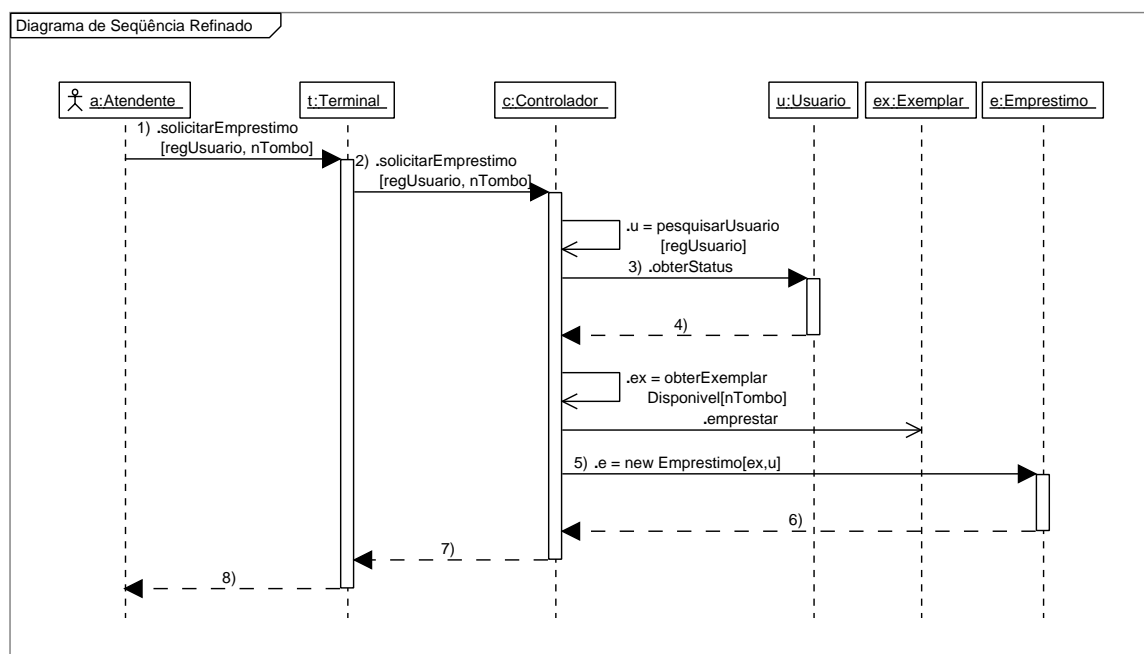 Diagrama de Seqüência Refinado
a:Atendente
t:Terminal
c:Controlador
u:Usuario
ex:Exemplar
e:Emprestimo
1) .solicitarEmprestimo
[regUsuario, nTombo]
2) .solicitarEmprestimo
[regUsuario, nTombo]
.u = pesquisarUsuario
[regUsuario]
3) .obterStatus
4)
.ex = obterExemplar
Disponivel[nTombo]
.emprestar
5) .e = new Emprestimo[ex,u]
6)
7)
8)